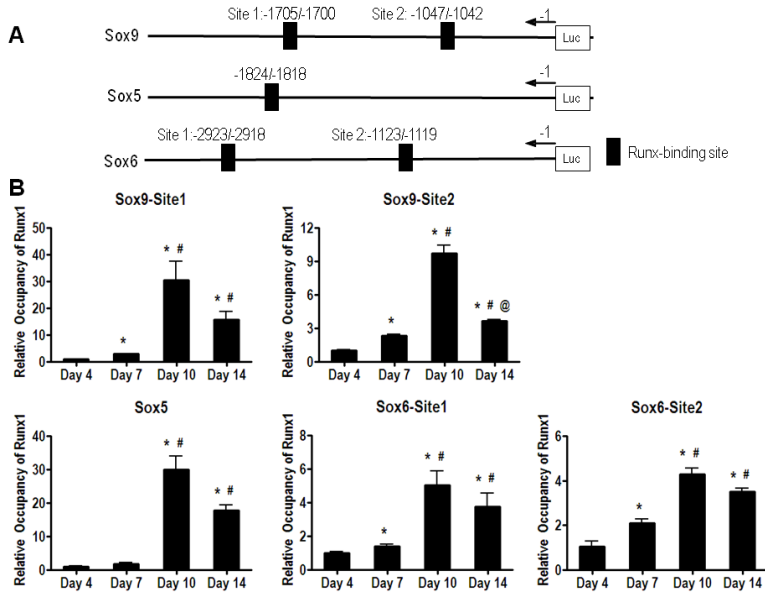 A
Site 1:-1705/-1700 Site 2: -1047/-1042 -1
Sox9 Luc
-1824/-1818 -1
Sox5 Luc
Site 1:-2923/-2918 Site 2:-1123/-1119 -1
Sox6 Luc
Runx-binding site
B
Sox9-Site1
Relative Occupancy of Runx1
50
40
30
20
10
0
*
* #
* #
Day 4 Day 7 Day 10 Day 14
Sox9-Site2
Relative Occupancy of Runx1
12
9
6
3
0
*
* #
* # @
Day 4 Day 7 Day 10 Day 14
Sox5
Relative Occupancy of Runx1
40
30
20
10
0
* #
* #
Day 4 Day 7 Day 10 Day 14
Sox6-Site1
Relative Occupancy of Runx1
8
6
4
2
0
*
* #
* #
Day 4 Day 7 Day 10 Day 14
Sox6-Site2
Relative Occupancy of Runx1
6
4
2
0
*
* #
* #
Day 4 Day 7 Day 10 Day 14